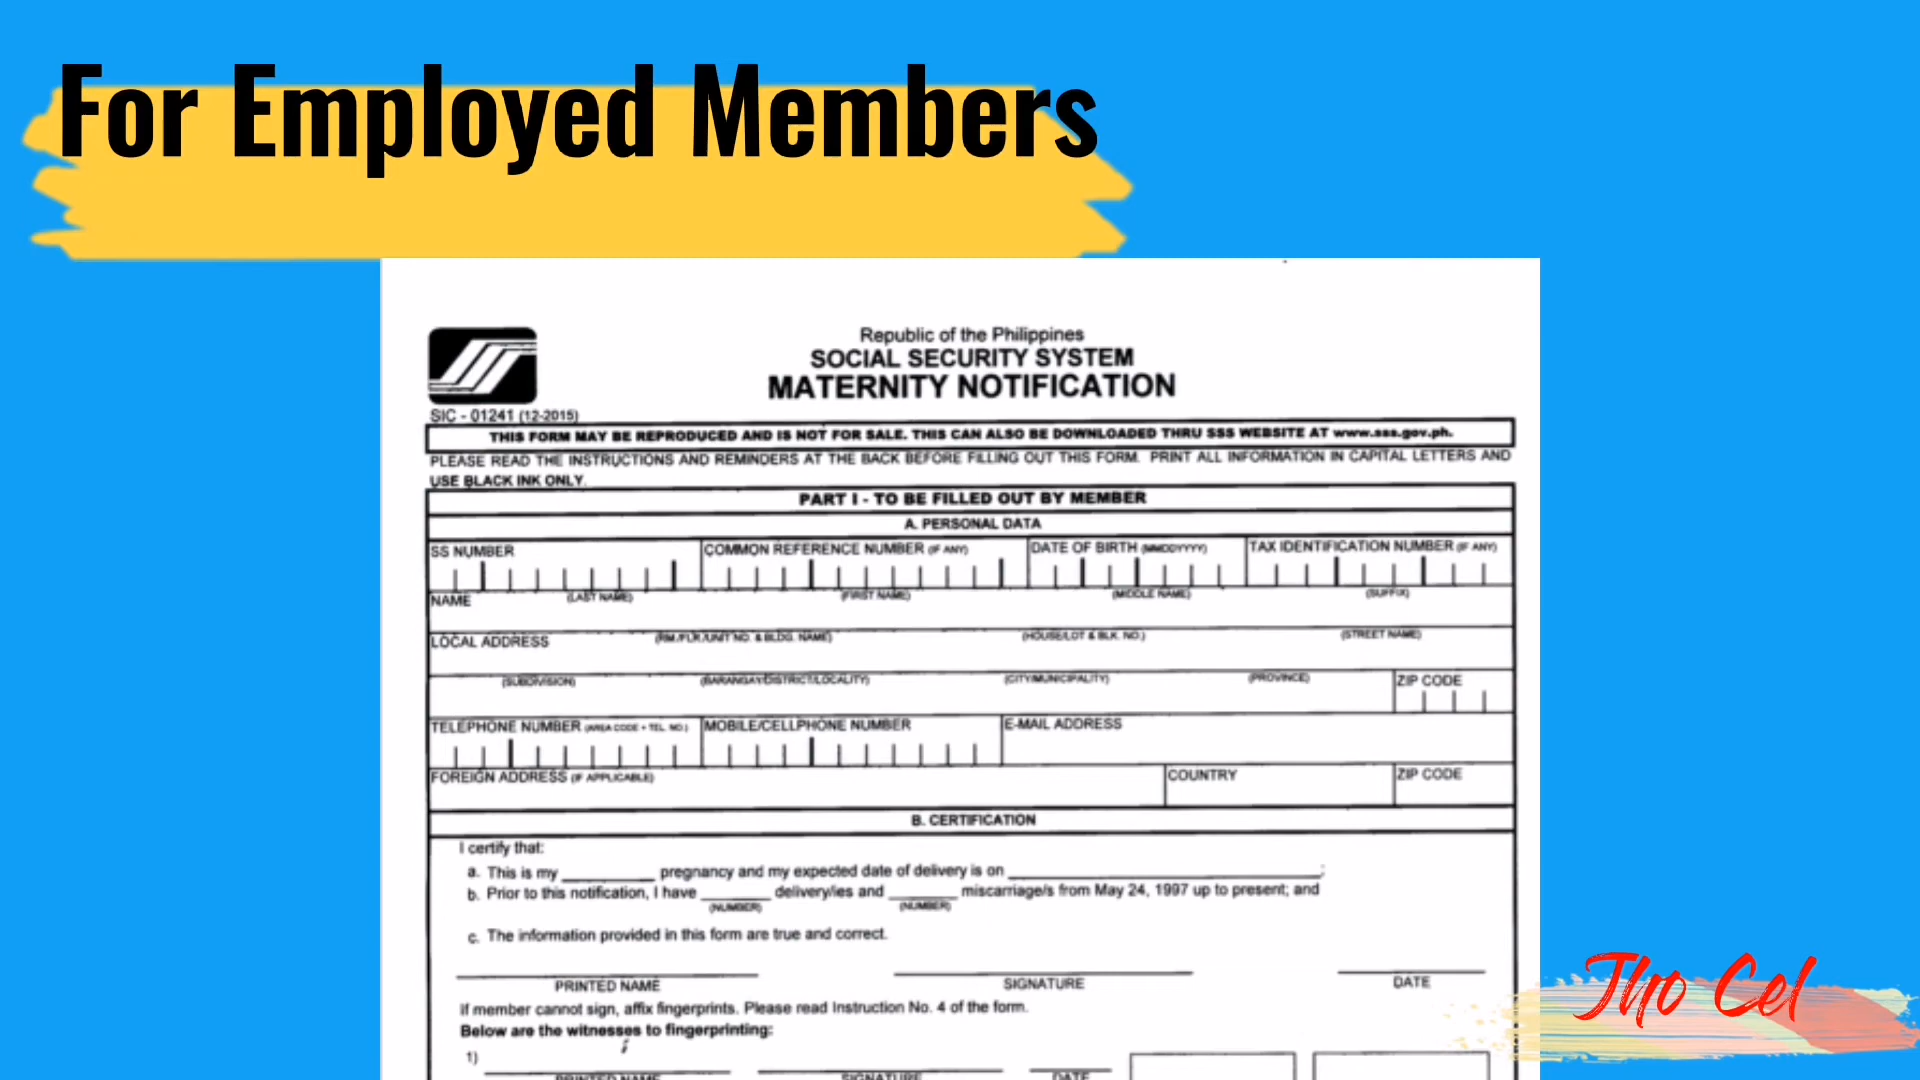 For Employed Members
Republic of the Philippines
SOCIAL SECURITY SYSTEM
MATERNITY NOTIFICATION
SIC - 01241 (12-2015)
THIS FORM MAY BE REPRODUCED AND IS NOT FOR SALE. THIS CAN ALSO BE DOWNLOADED THRU SSS WEBSITE AT www.sss.gov.ph.
PLEASE READ THE INSTRUCTIONS AND REMINDERS AT THE BACK BEFORE FILLING OUT THIS FORM. PRINT ALL INFORMATION IN CAPITAL LETTERS AND
USE BLACK INK ONLY.
PART I - TO BE FILLED OUT BY MEMBER
A. PERSONAL DATA
SS NUMBER COMMON REFERENCE NUMBER (IF ANY) DATE OF BIRTH (MMDDYYYY) TAX IDENTIFICATION NUMBER (IF ANY)
NAME (LAST NAME) (FIRST NAME) (MIDDLE NAME) (SUFFIX)
LOCAL ADDRESS (RM./FLR./UNIT NO. & BLDG. NAME) (HOUSE/LOT & BLK. NO.) (STREET NAME)
(SUBDIVISION) (BARANGAY/DISTRICT/LOCALITY) (CITY/MUNICIPALITY) (PROVINCE) ZIP CODE
TELEPHONE NUMBER (AREA CODE + TEL. NO.) MOBILE/CELLPHONE NUMBER E-MAIL ADDRESS
FOREIGN ADDRESS (IF APPLICABLE) COUNTRY ZIP CODE
B. CERTIFICATION
I certify that:
a. This is my __________ pregnancy and my expected date of delivery is on __________;
b. Prior to this notification, I have ________ delivery/ies and ________ miscarriage/s from May 24, 1997 up to present; and
(NUMBER) (NUMBER)
c. The information provided in this form are true and correct.
PRINTED NAME SIGNATURE DATE
If member cannot sign, affix fingerprints. Please read Instruction No. 4 of the form.
Below are the witnesses to fingerprinting:
1)
PRINTED NAME SIGNATURE DATE
Jho Cel